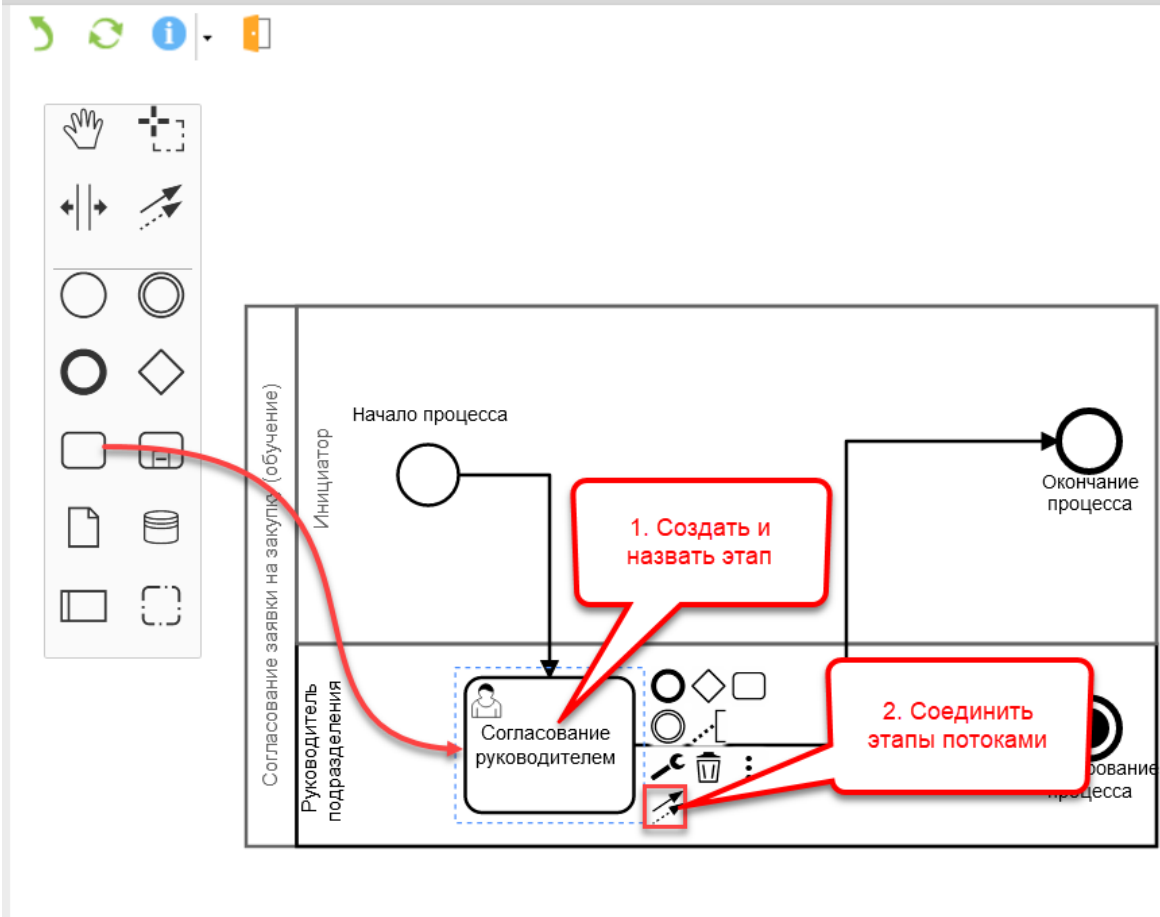 Начало процесса
Окончание
процесса
1. Создать и
назвать этап
Согласование заявки на закупку (обучение)
Инициатор
Руководитель
подразделения
Согласование
руководителем
2. Соединить
этапы потоками
процесса